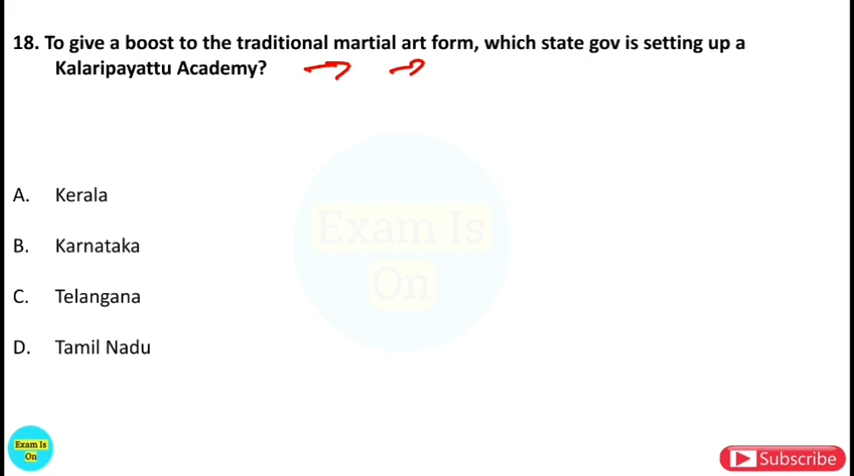 18. To give a boost to the traditional martial art form, which state gov is setting up a
Kalaripayattu Academy?
Exam Is
On
A. Kerala
B. Karnataka
C. Telangana
D. Tamil Nadu
Exam Is
On
Subscribe